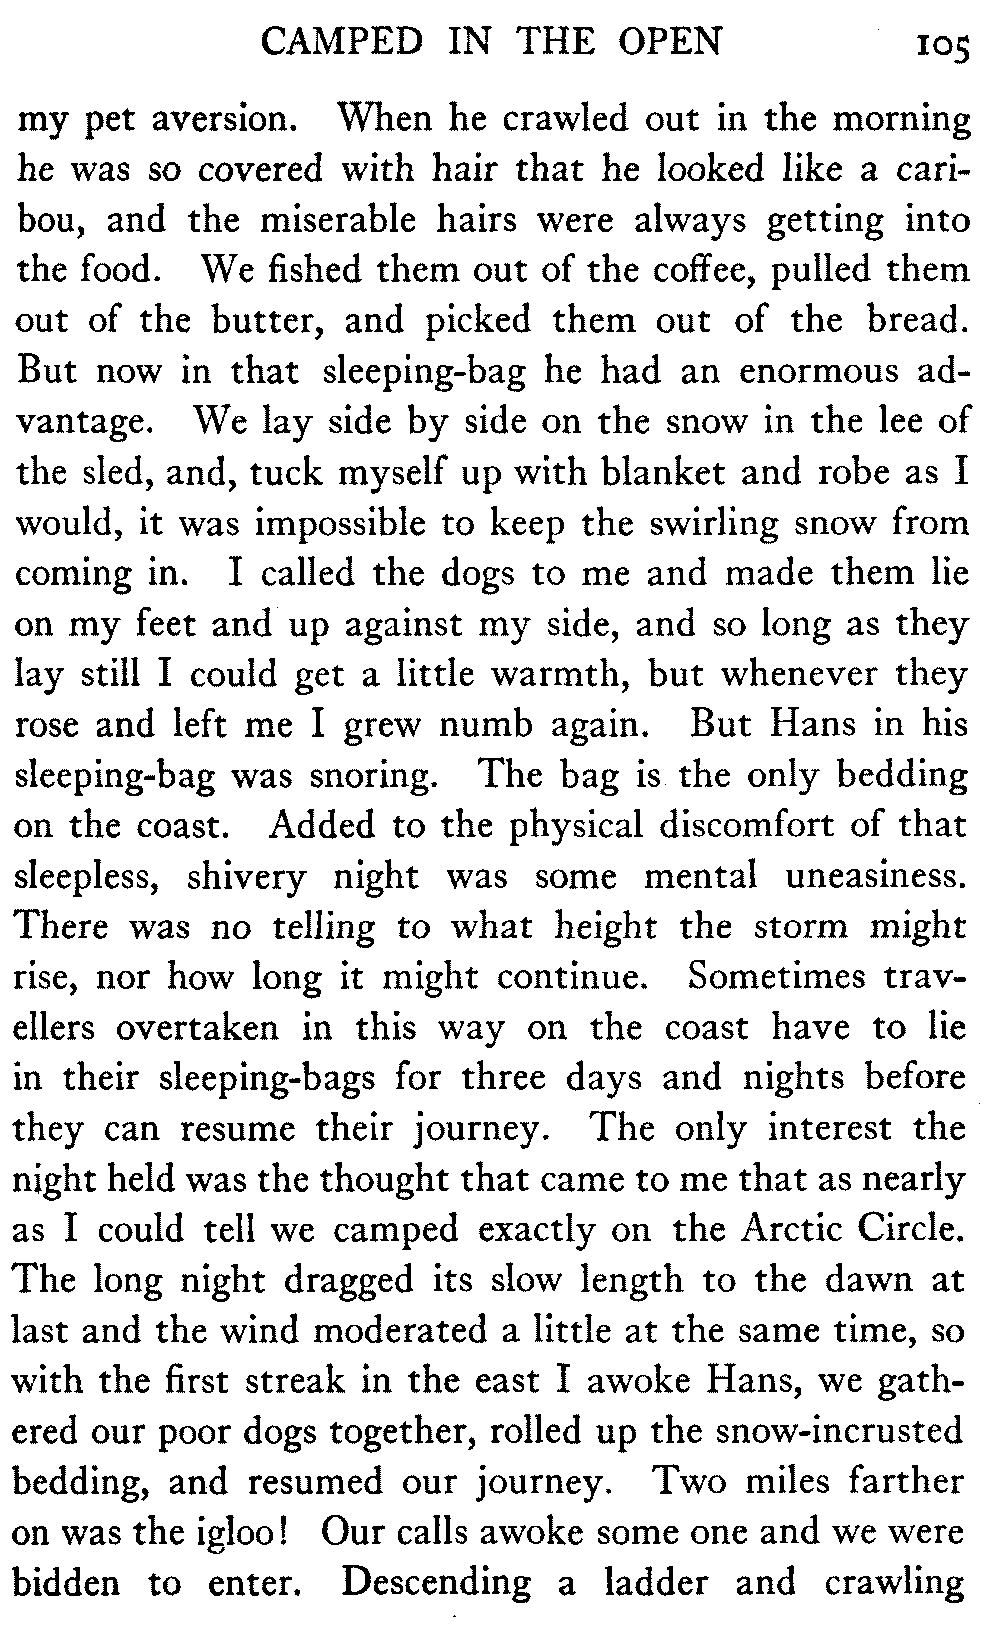 CAMPED IN THE OPEN 105
my pet aversion. When he crawled out in the morning
he was so covered with hair that he looked like a cari-
bou, and the miserable hairs were always getting into
the food. We fished them out of the coffee, pulled them
out of the butter, and picked them out of the bread.
But now in that sleeping-bag he had an enormous ad-
vantage. We lay side by side on the snow in the lee of
the sled, and, tuck myself up with blanket and robe as I
would, it was impossible to keep the swirling snow from
coming in. I called the dogs to me and made them lie
on my feet and up against my side, and so long as they
lay still I could get a little warmth, but whenever they
rose and left me I grew numb again. But Hans in his
sleeping-bag was snoring. The bag is the only bedding
on the coast. Added to the physical discomfort of that
sleepless, shivery night was some mental uneasiness.
There was no telling to what height the storm might
rise, nor how long it might continue. Sometimes trav-
ellers overtaken in this way on the coast have to lie
in their sleeping-bags for three days and nights before
they can resume their journey. The only interest the
night held was the thought that came to me that as nearly
as I could tell we camped exactly on the Arctic Circle.
The long night dragged its slow length to the dawn at
last and the wind moderated a little at the same time, so
with the first streak in the east I awoke Hans, we gath-
ered our poor dogs together, rolled up the snow-incrusted
bedding, and resumed our journey. Two miles farther
on was the igloo! Our calls awoke some one and we were
bidden to enter. Descending a ladder and crawling